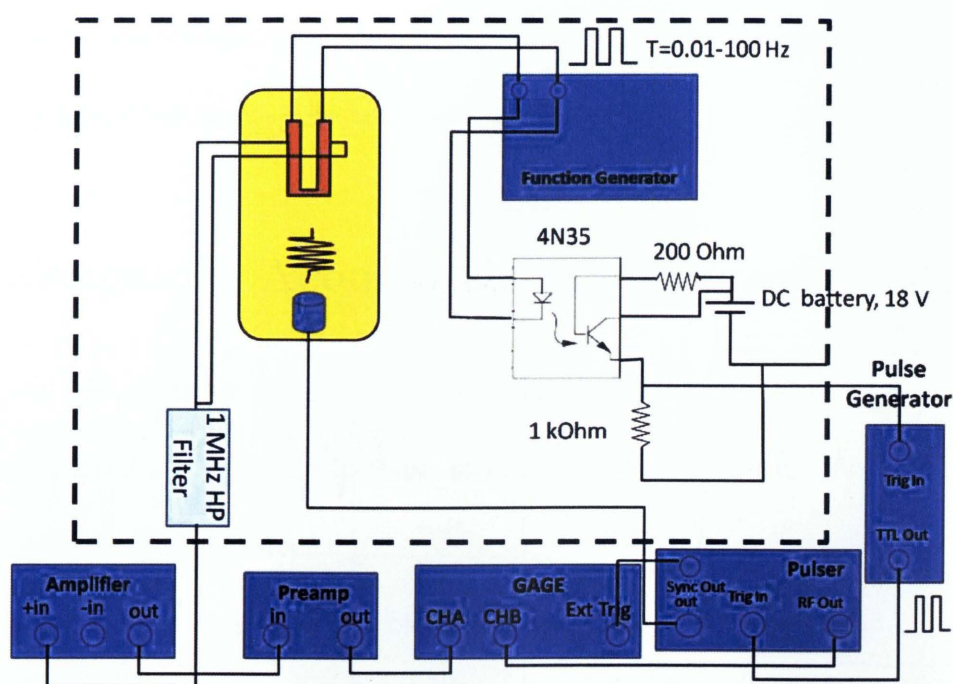 T=0.01-100 Hz
Function Generator
4N35
200 Ohm
DC battery, 18 V
Pulse
Generator
1 kOhm
1 MHz HP
Filter
Trig In
TTL Out
Amplifier
+in -in out
Preamp
in out
GAGE
CHA CHB Ext Trig
Pulser
Sync Out
out Trig In RF Out